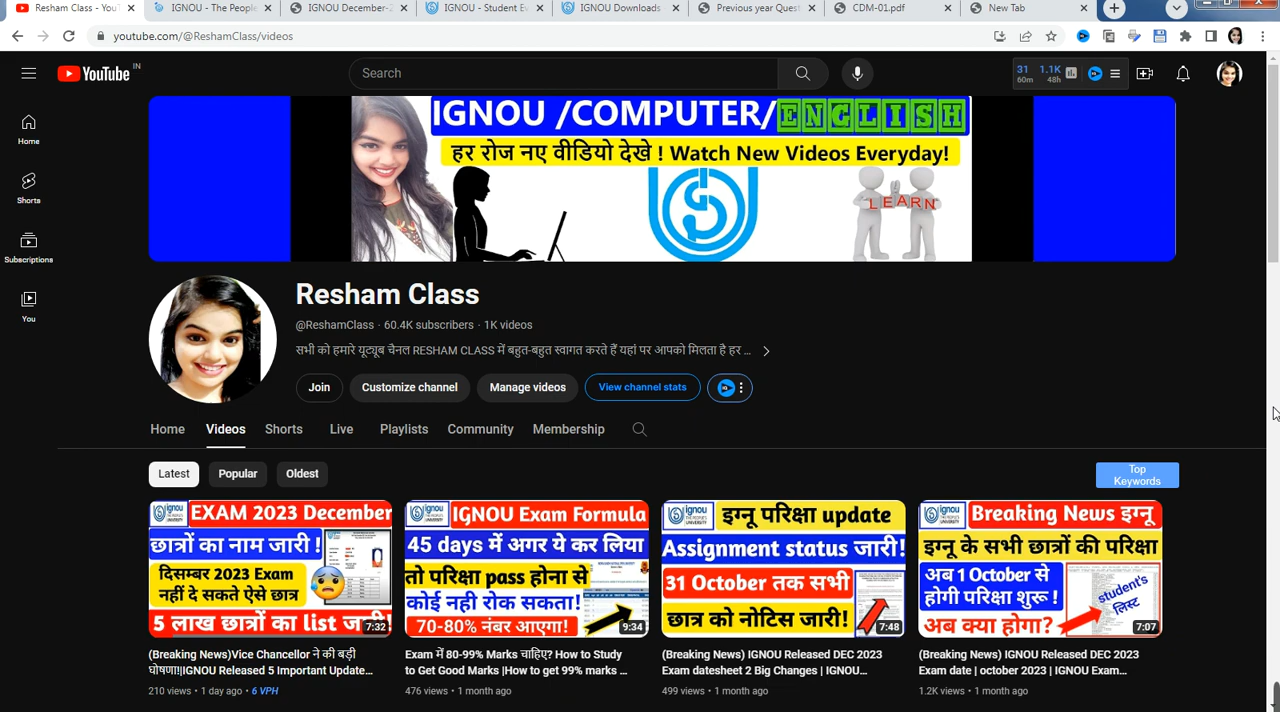 Resham Class - You
IGNOU - The People
IGNOU December-2
IGNOU - Student Ev
IGNOU Downloads
Previous year Quest
CDM-01.pdf
New Tab
youtube.com/@ReshamClass/videos
YouTube IN
Search
31 60m 1.1K 48h
IGNOU /COMPUTER/ENGLISH
हर रोज नए वीडियो देखे ! Watch New Videos Everyday!
LEARN
Home
Shorts
Subscriptions
You
Resham Class
@ReshamClass · 60.4K subscribers · 1K videos
सभी को हमारे यूट्यूब चैनल RESHAM CLASS में बहुत-बहुत स्वागत करते हैं यहां पर आपको मिलता है हर ...
Join
Customize channel
Manage videos
View channel stats
Home Videos Shorts Live Playlists Community Membership
Latest Popular Oldest
Top Keywords
ignou EXAM 2023 December
छात्रों का नाम जारी !
दिसम्बर 2023 Exam
नहीं दे सकते ऐसे छात्र
5 लाख छात्रों का list
7:32
ignou IGNOU Exam Formula
45 days में अगर ये कर लिया
तो परिक्षा pass होना से
कोई नही रोक सकता!
70-80% नंबर आएगा!
9:34
ignou इग्नू परिक्षा update
Assignment status जारी!
31 October तक सभी
छात्र को नोटिस जारी!
7:48
ignou Breaking News इग्नू
इग्नू के सभी छात्रों की परिक्षा
अब 1 October से
होगी परिक्षा शुरू !
अब क्या होगा?
student's
लिस्ट
7:07
(Breaking News)Vice Chancellor ने की बड़ी
घोषणा!|IGNOU Released 5 Important Update...
210 views · 1 day ago · 6 VPH
Exam में 80-99% Marks चाहिए? How to Study
to Get Good Marks |How to get 99% marks ...
476 views · 1 month ago
(Breaking News) IGNOU Released DEC 2023
Exam datesheet 2 Big Changes | IGNOU...
499 views · 1 month ago
(Breaking News) IGNOU Released DEC 2023
Exam date | october 2023 | IGNOU Exam...
1.2K views · 1 month ago